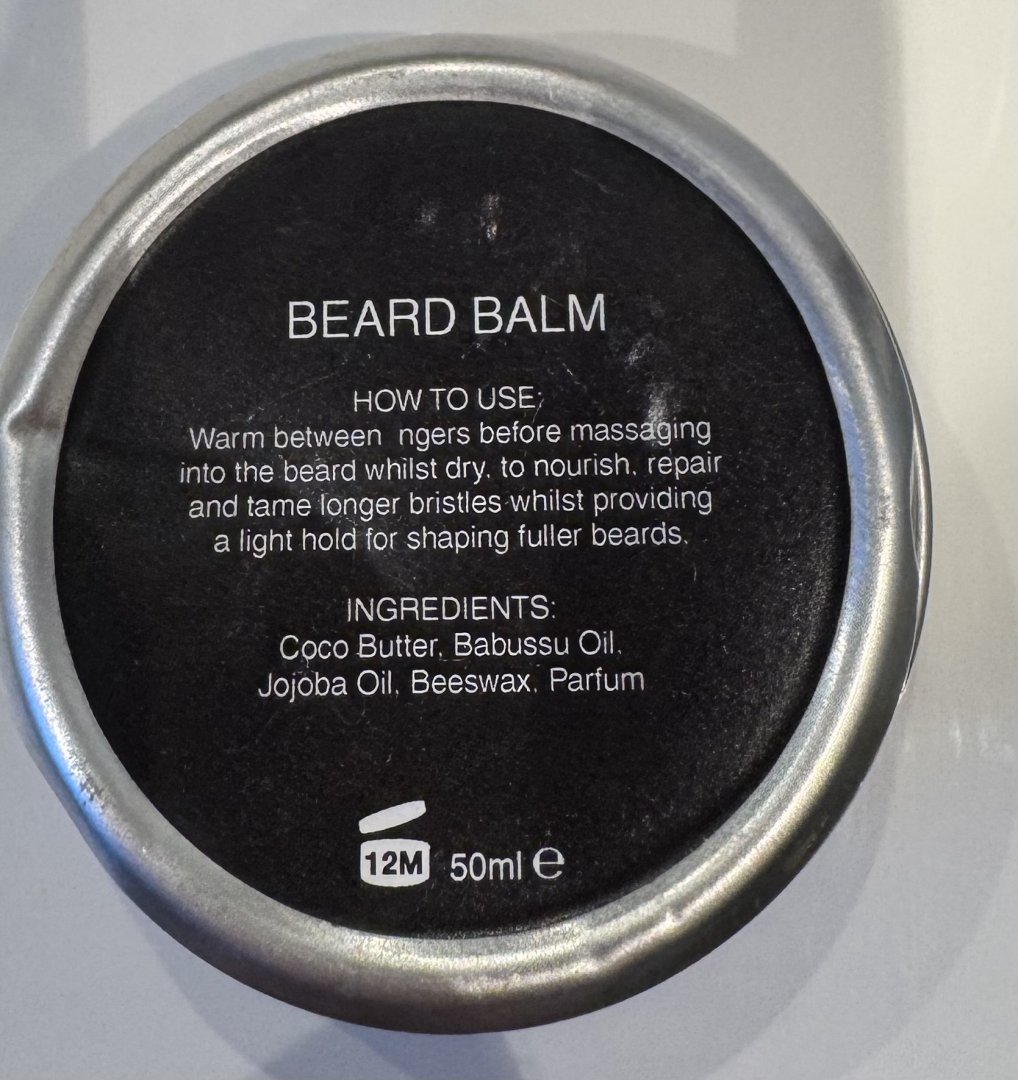 BEARD BALM
HOW TO USE:
Warm between ngers before massaging
into the beard whilst dry, to nourish, repair
and tame longer bristles whilst providing
a light hold for shaping fuller beards.
INGREDIENTS:
Coco Butter, Babussu Oil,
Jojoba Oil, Beeswax, Parfum
12M 50ml ℮